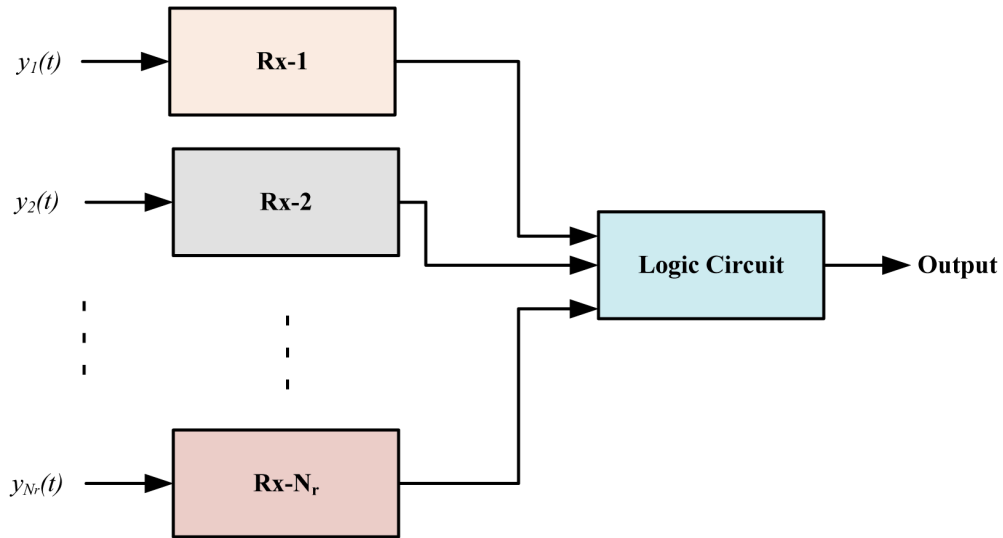 y1(t)
Rx-1
y2(t)
Rx-2
Logic Circuit
Output
yNr(t)
Rx-Nr